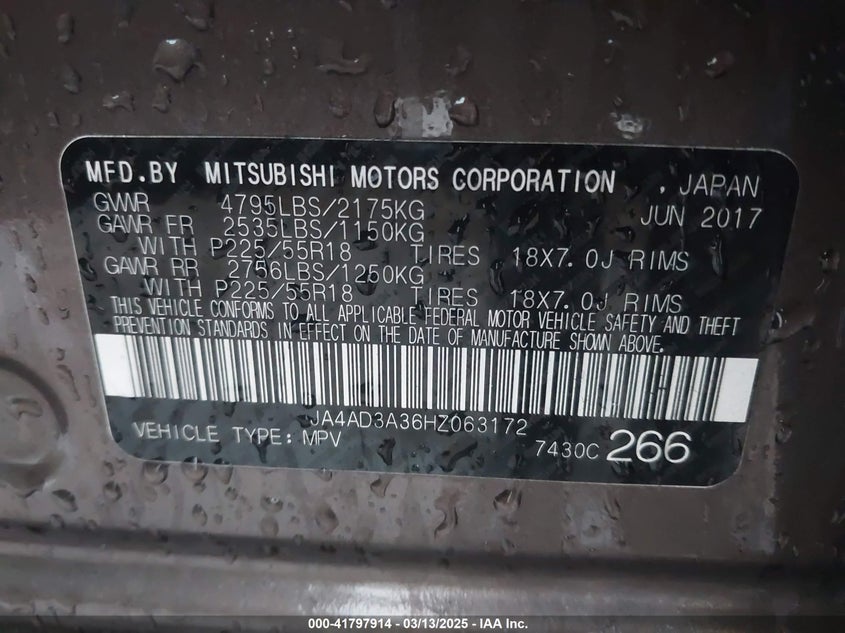 MFD.BY MITSUBISHI MOTORS CORPORATION , JAPAN
GVWR 4795LBS/2175KG JUN 2017
GAWR FR 2535LBS/1150KG
WITH P225/55R18 TIRES 18X7.0J RIMS
GAWR RR 2756LBS/1250KG
WITH P225/55R18 TIRES 18X7.0J RIMS
THIS VEHICLE CONFORMS TO ALL APPLICABLE FEDERAL MOTOR VEHICLE SAFETY AND THEFT
PREVENTION STANDARDS IN EFFECT ON THE DATE OF MANUFACTURE SHOWN ABOVE.
JA4AD3A36HZ063172
VEHICLE TYPE: MPV 7430C 266
000-41797914 - 03/13/2025 - IAA Inc.